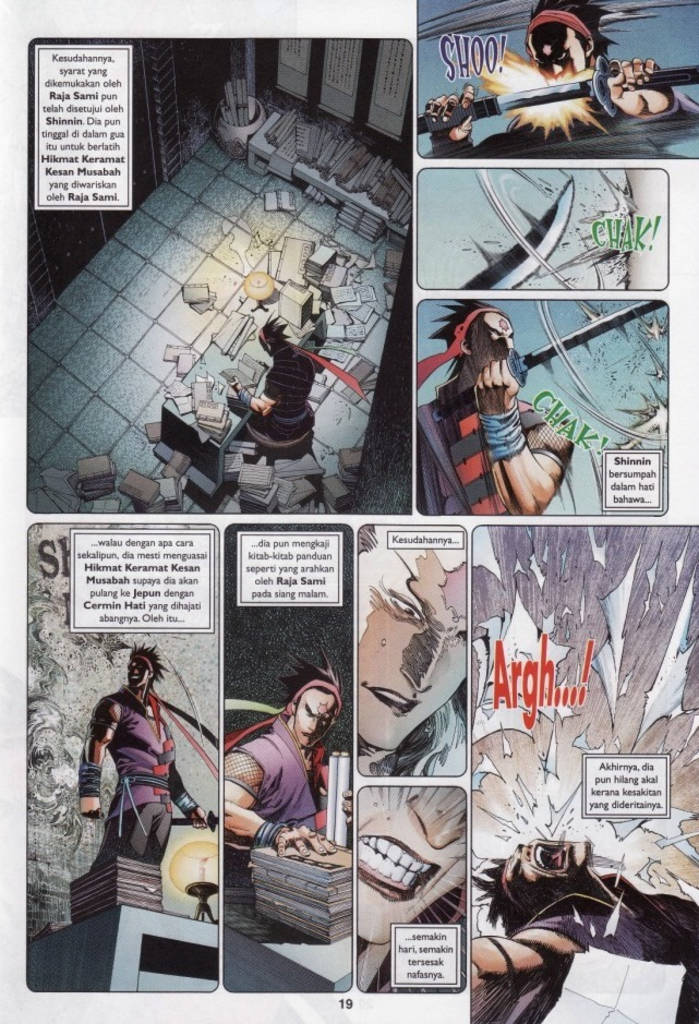 Kesudahannya,
syarat yang
dikemukakan oleh
Raja Sami pun
telah disetujui oleh
Shinnin. Dia pun
tinggal di dalam gua
itu untuk berlatih
Hikmat Keramat
Kesan Musabah
yang diwariskan
oleh Raja Sami.
SHOO!
CHAK!
CHAK!
Shinnin
bersumpah
dalam hati
bahawa...
...walau dengan apa cara
sekalipun, dia mesti menguasai
Hikmat Keramat Kesan
Musabah supaya dia akan
pulang ke Jepun dengan
Cermin Hati yang dihajati
abangnya. Oleh itu...
...dia pun mengkaji
kitab-kitab panduan
seperti yang arahkan
oleh Raja Sami
pada siang malam.
Kesudahannya...
...semakin
hari, semakin
tersesak
nafasnya.
Argh....!
Akhirnya, dia
pun hilang akal
kerana kesakitan
yang dideritainya.
19